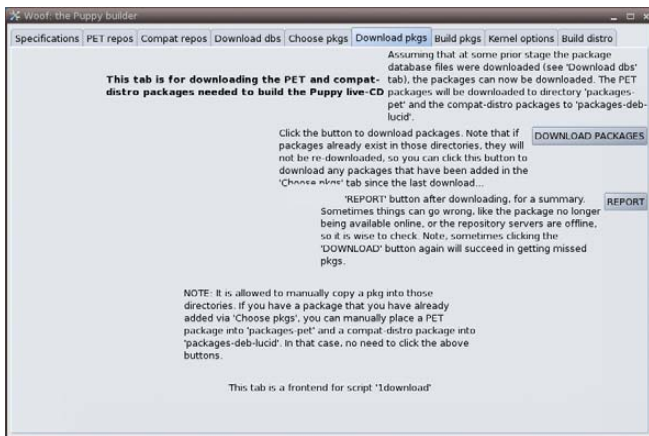 Woof: the Puppy builder
Specifications PET repos Compat repos Download dbs Choose pkgs Download pkgs Build pkgs Kernel options Build distro
This tab is for downloading the PET and compat-
distro packages needed to build the Puppy live-CD
Assuming that at some prior stage the package
database files were downloaded (see 'Download dbs'
tab), the packages can now be downloaded. The PET
packages will be downloaded to directory 'packages-
pet' and the compat-distro packages to 'packages-deb-
lucid'.
Click the button to download packages. Note that if
packages already exist in those directories, they will
not be re-downloaded, so you can click this button to
download any packages that have been added in the
'Choose pkgs' tab since the last download...
DOWNLOAD PACKAGES
'REPORT' button after downloading, for a summary.
Sometimes things can go wrong, like the package no longer
being available online, or the repository servers are offline,
so it is wise to check. Note, sometimes clicking the
'DOWNLOAD' button again will succeed in getting missed
pkgs.
REPORT
NOTE: It is allowed to manually copy a pkg into those
directories. If you have a package that you have already
added via 'Choose pkgs', you can manually place a PET
package into 'packages-pet' and a compat-distro package into
'packages-deb-lucid'. In that case, no need to click the above
buttons.
This tab is a frontend for script '1download'